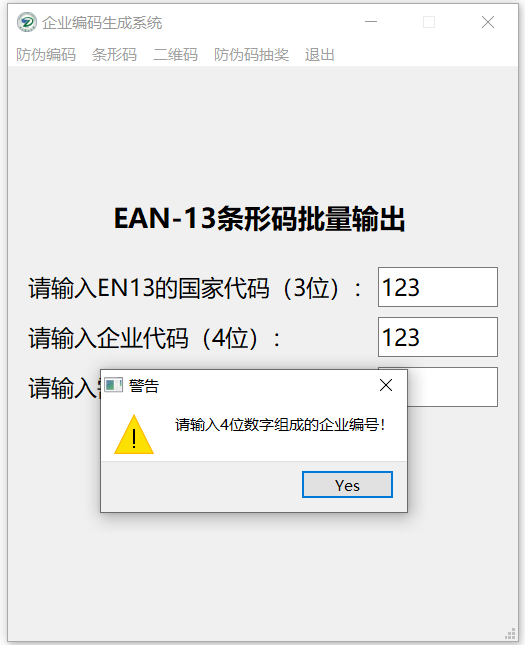 企业编码生成系统
防伪编码 条形码 二维码 防伪码抽奖 退出
EAN-13条形码批量输出
请输入EN13的国家代码（3位）： 123
请输入企业代码（4位）： 123
请输入
警告
请输入4位数字组成的企业编号！
Yes